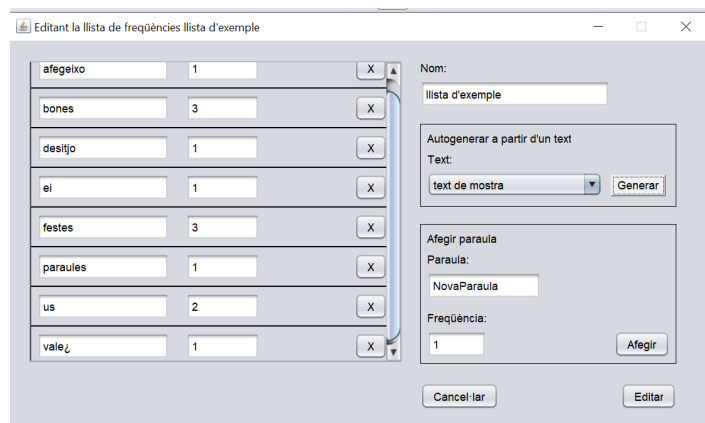 Editant la llista de freqüències llista d'exemple
afegeixo 1 X
bones 3 X
desitjo 1 X
ei 1 X
festes 3 X
paraules 1 X
us 2 X
vale¿ 1 X
Nom:
llista d'exemple
Autogenerar a partir d'un text
Text:
text de mostra Generar
Afegir paraula
Paraula:
NovaParaula
Freqüència:
1 Afegir
Cancel·lar Editar